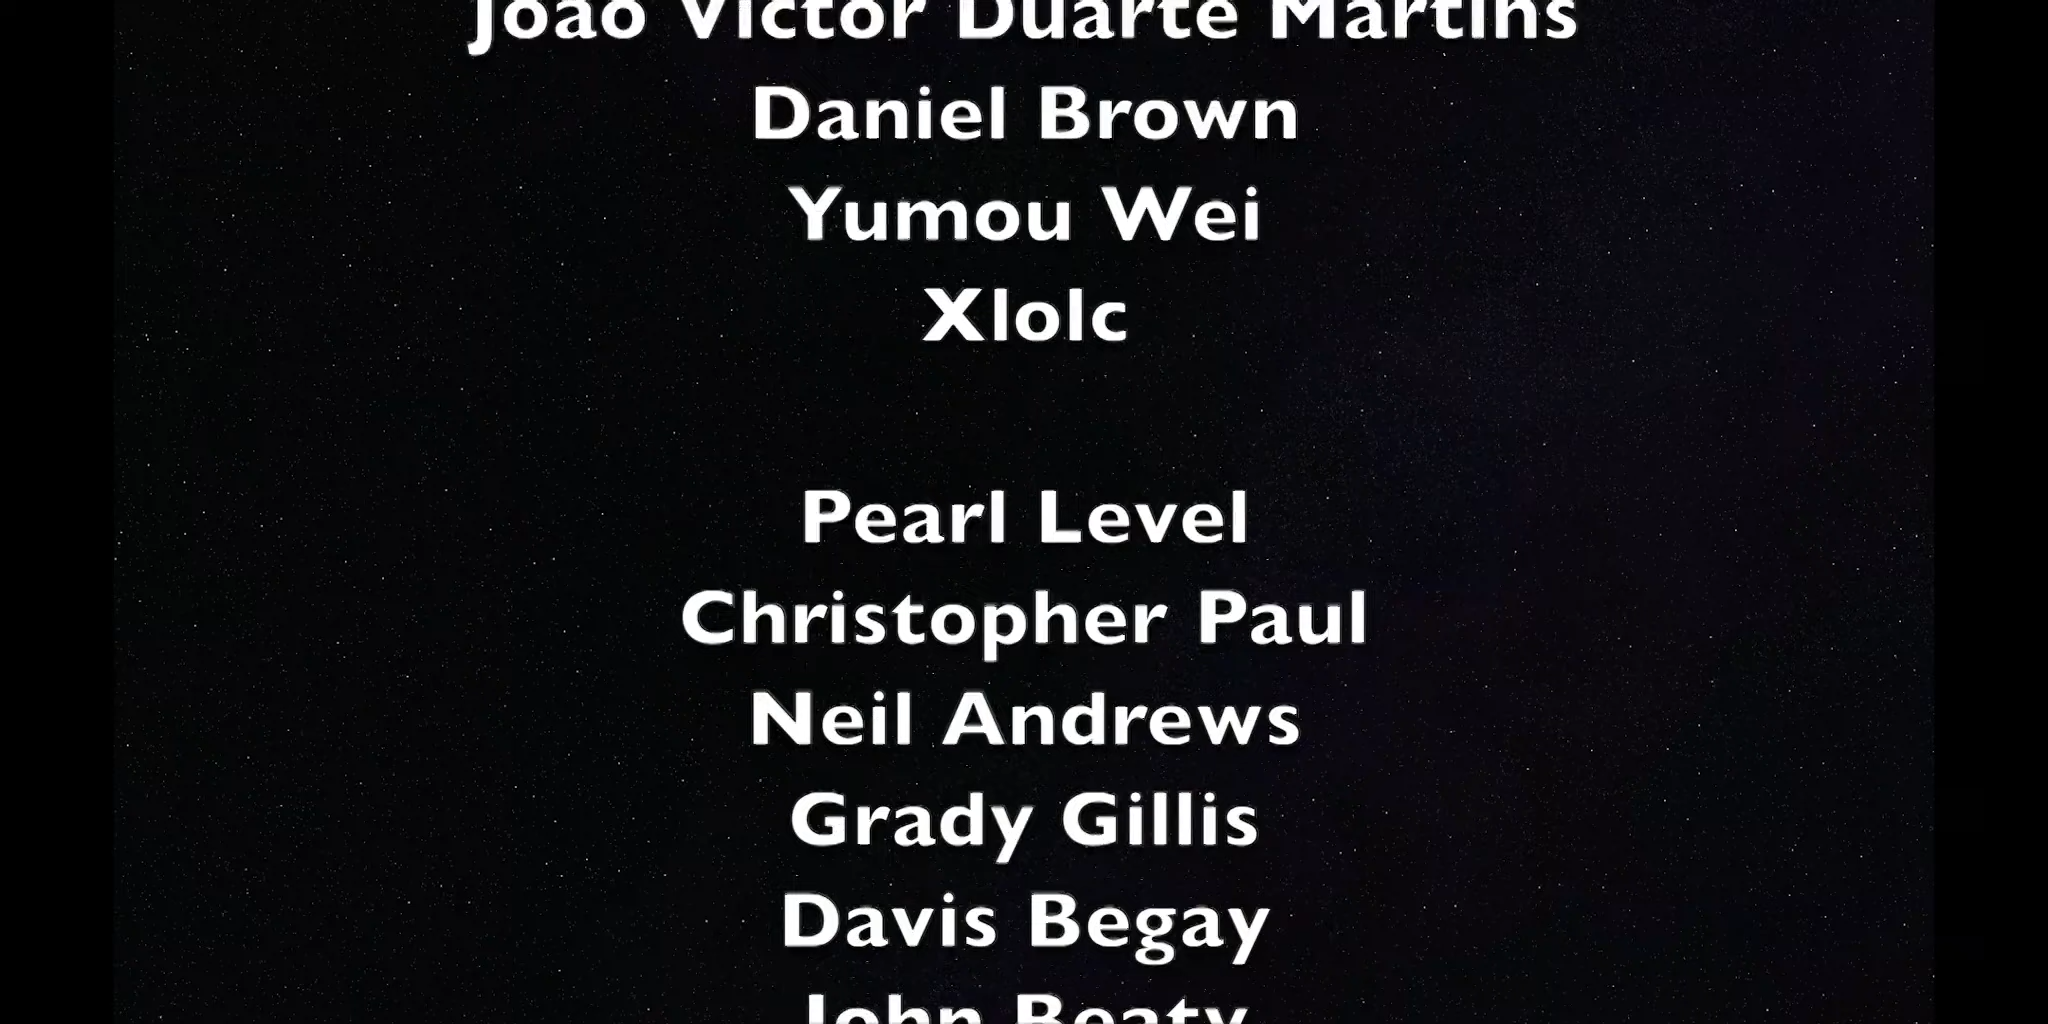 João Victor Duarte Martins
Daniel Brown
Yumou Wei
Xlolc
Pearl Level
Christopher Paul
Neil Andrews
Grady Gillis
Davis Begay
John Beaty